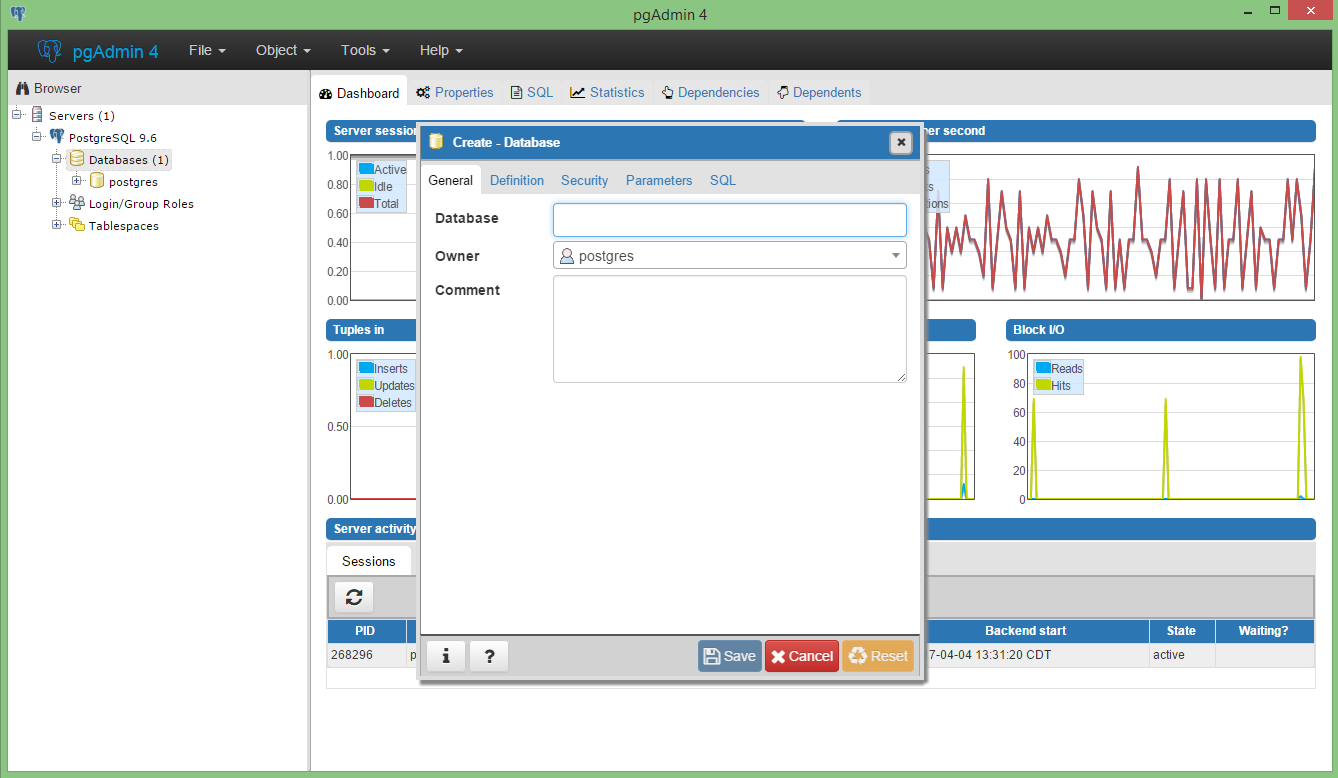 pgAdmin 4
pgAdmin 4 File Object Tools Help
Browser
Servers (1)
PostgreSQL 9.6
Databases (1)
postgres
Login/Group Roles
Tablespaces
Dashboard Properties SQL Statistics Dependencies Dependents
Server session
per second
1.00
0.80
0.60
0.40
0.20
0.00
Active
Idle
Total
Create - Database
General Definition Security Parameters SQL
Database
Owner postgres
Comment
Tuples in
1.00
0.50
0.00
Inserts
Updates
Deletes
Block I/O
100
80
60
40
20
0
Reads
Hits
Server activity
Sessions
PID Backend start State Waiting?
268296 p 7-04-04 13:31:20 CDT active
i ? Save Cancel Reset